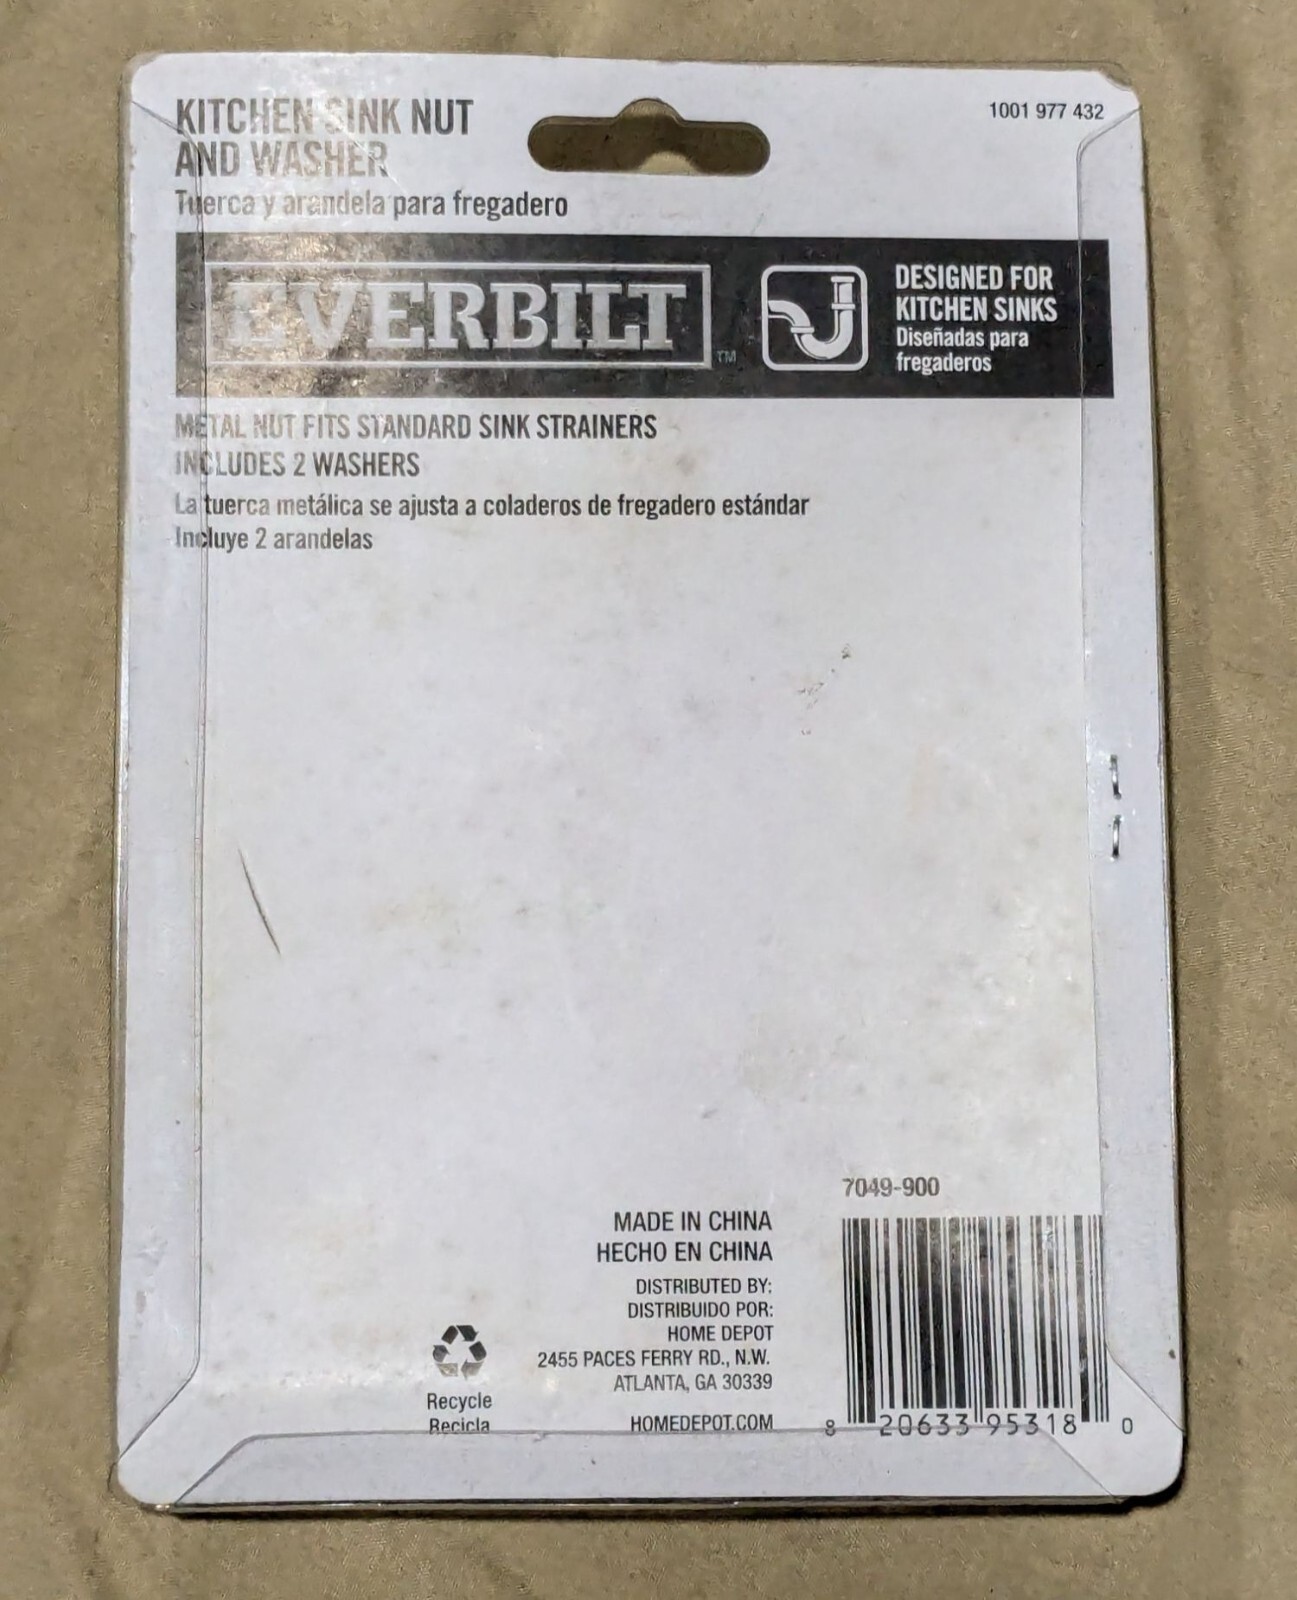 KITCHEN SINK NUT
AND WASHER
Tuerca y arandela para fregadero
1001 977 432
EVERBILT
TM
DESIGNED FOR
KITCHEN SINKS
Diseñadas para
fregaderos
METAL NUT FITS STANDARD SINK STRAINERS
INCLUDES 2 WASHERS
La tuerca metálica se ajusta a coladeros de fregadero estándar
Incluye 2 arandelas
7049-900
MADE IN CHINA
HECHO EN CHINA
DISTRIBUTED BY:
DISTRIBUIDO POR:
HOME DEPOT
2455 PACES FERRY RD., N.W.
ATLANTA, GA 30339
HOMEDEPOT.COM
Recycle
Recicla
8 20633 95318 0